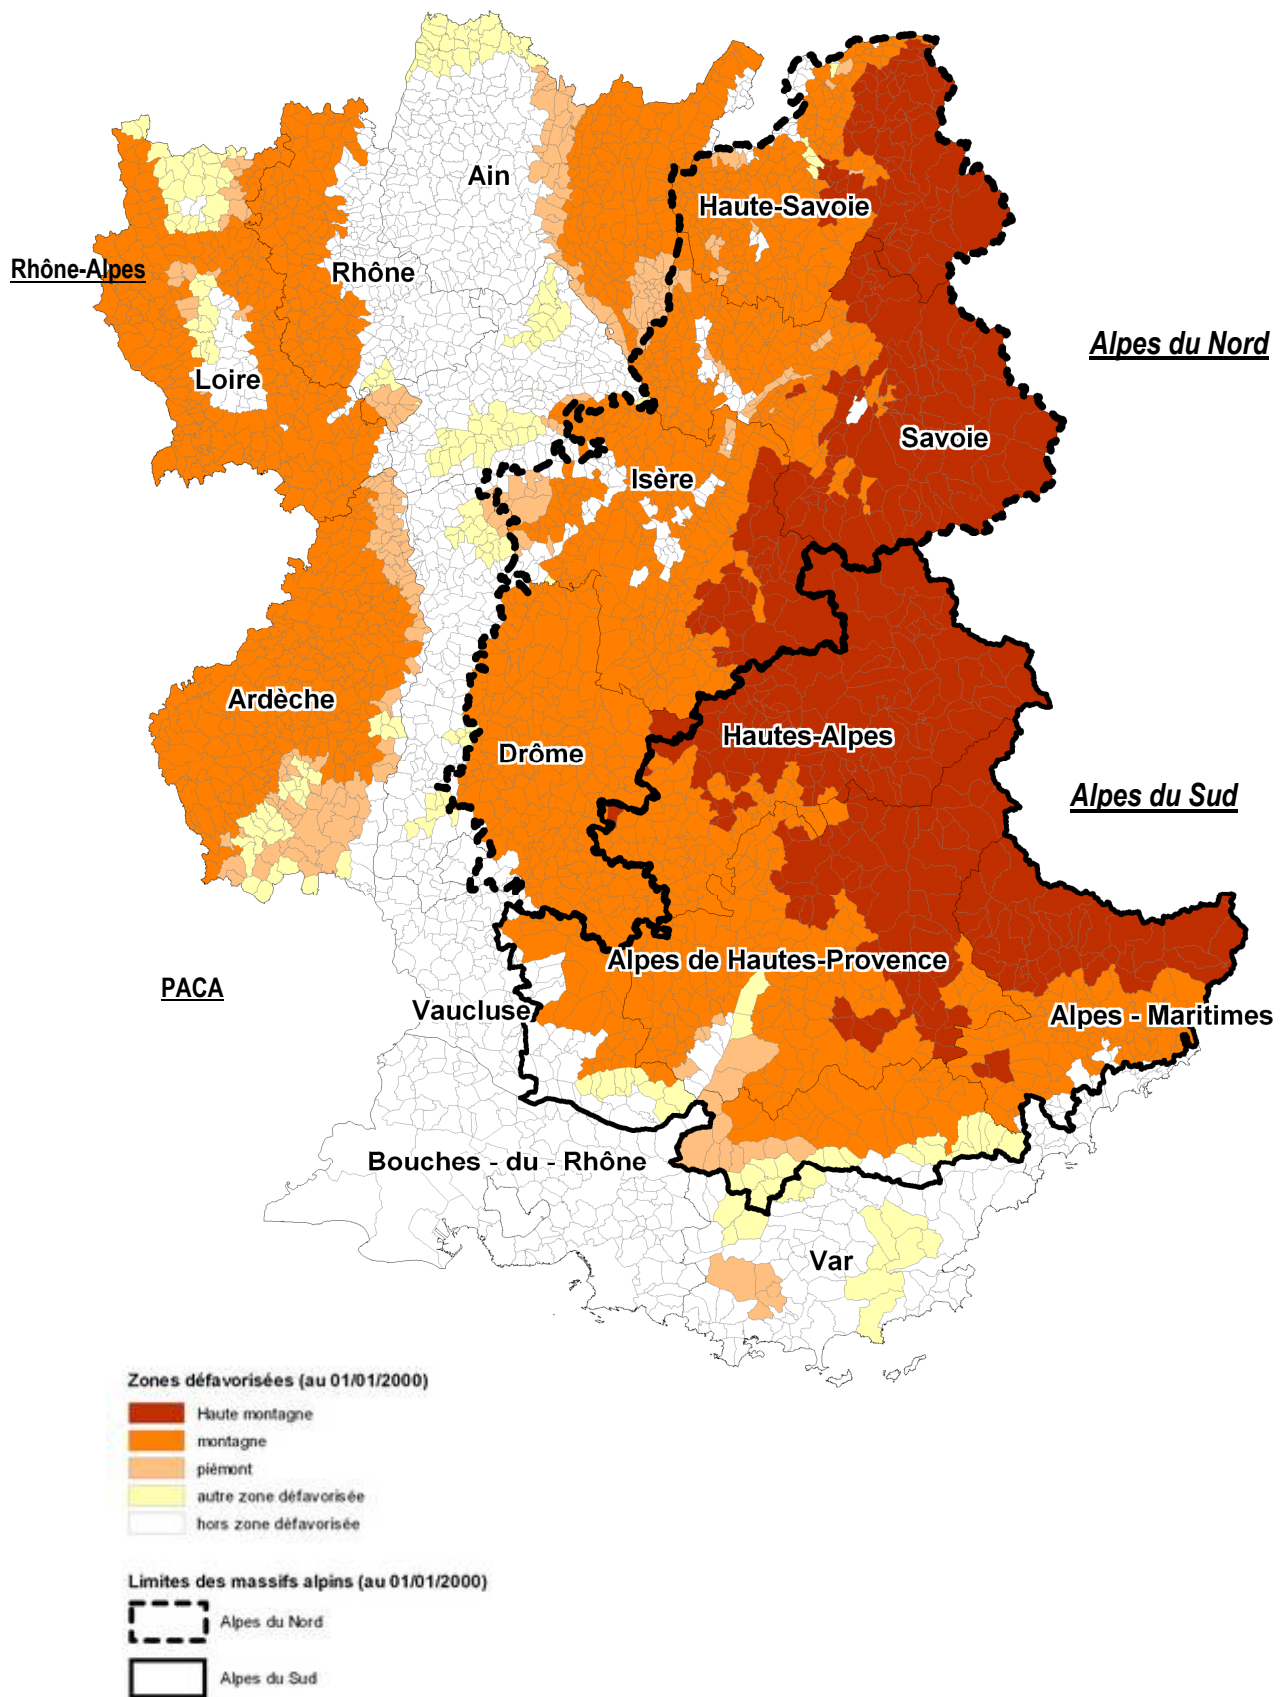 Ain
Haute-Savoie
Rhône-Alpes
Rhône
Alpes du Nord
Loire
Savoie
Isère
Ardèche
Hautes-Alpes
Drôme
Alpes du Sud
Alpes de Hautes-Provence
PACA
Vaucluse
Alpes - Maritimes
Bouches - du - Rhône
Var
Zones défavorisées (au 01/01/2000)
Haute montagne
montagne
piémont
autre zone défavorisée
hors zone défavorisée
Limites des massifs alpins (au 01/01/2000)
Alpes du Nord
Alpes du Sud